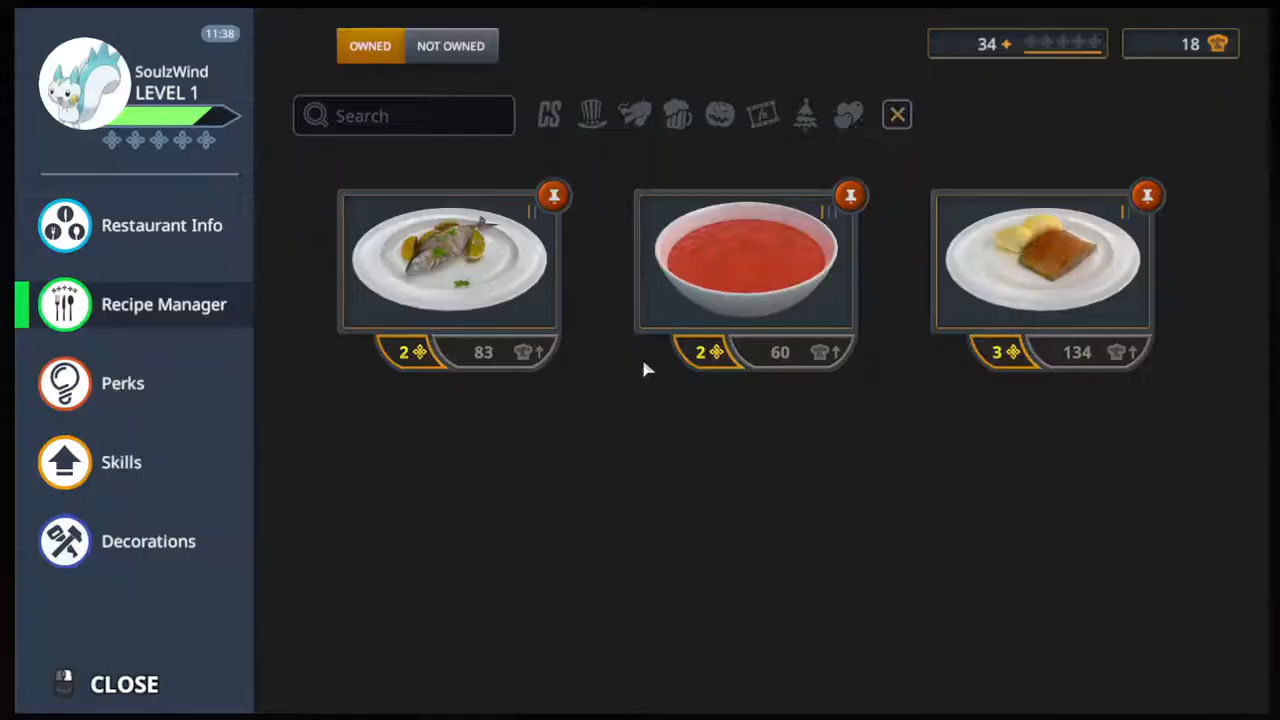 11:38
SoulzWind
LEVEL 1
OWNED
NOT OWNED
34
18
Search
CS
Restaurant Info
Recipe Manager
Perks
Skills
Decorations
2
83
2
60
3
134
CLOSE